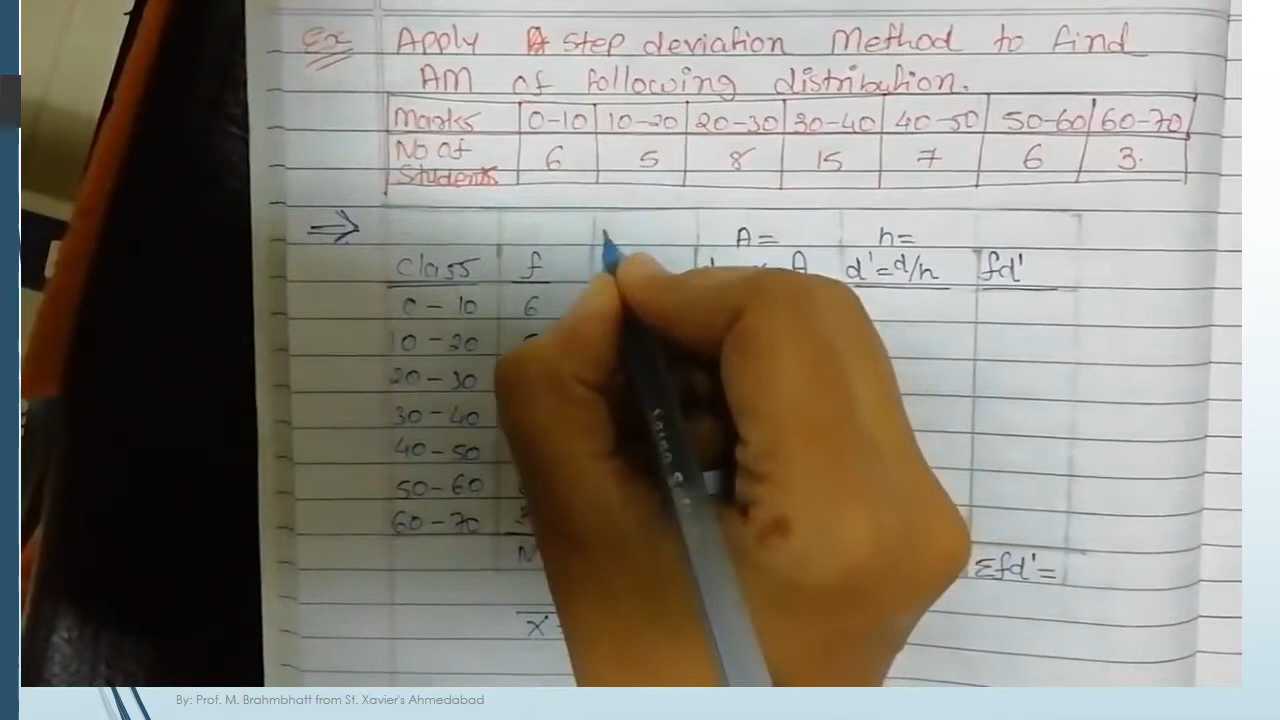 Ex Apply A step deviation Method to find
AM of following distribution.
Marks 0-10 10-20 20-30 30-40 40-50 50-60 60-70
No of Students 6 5 8 15 7 6 3.
⇒ A= h=
Class f A d'=d/h fd'
0-10 6
10-20
20-30
30-40
40-50
50-60
60-70
N Σfd'=
x̄
By: Prof. M. Brahmbhatt from St. Xavier's Ahmedabad